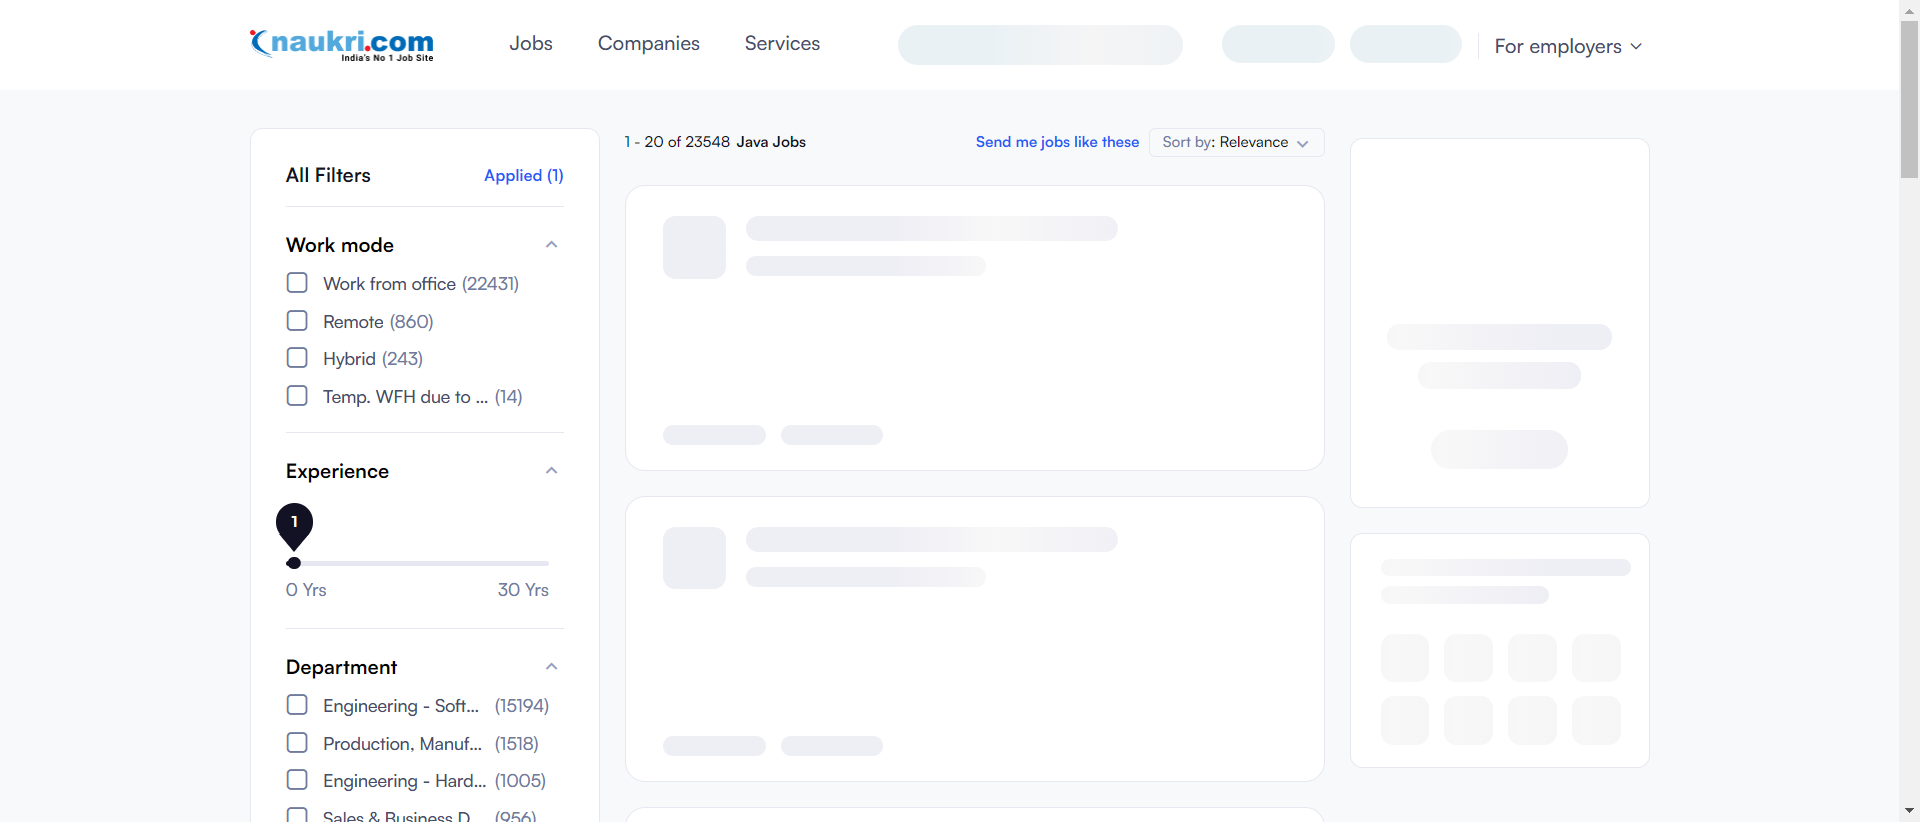 naukri.com
India's No 1 Job Site
Jobs
Companies
Services
For employers
All Filters
Applied (1)
Work mode
Work from office (22431)
Remote (860)
Hybrid (243)
Temp. WFH due to ... (14)
Experience
1
0 Yrs
30 Yrs
Department
Engineering - Soft... (15194)
Production, Manuf... (1518)
Engineering - Hard... (1005)
Sales & Business D... (956)
1 - 20 of 23548 Java Jobs
Send me jobs like these
Sort by: Relevance